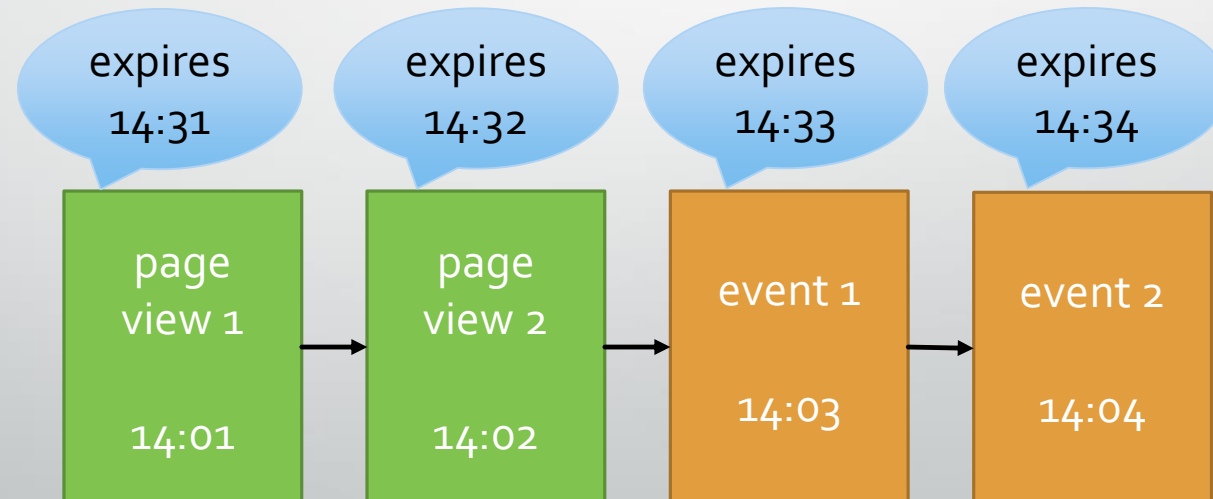 expires
14:31
expires
14:32
expires
14:33
expires
14:34
page
view 1
14:01
page
view 2
14:02
event 1
14:03
event 2
14:04